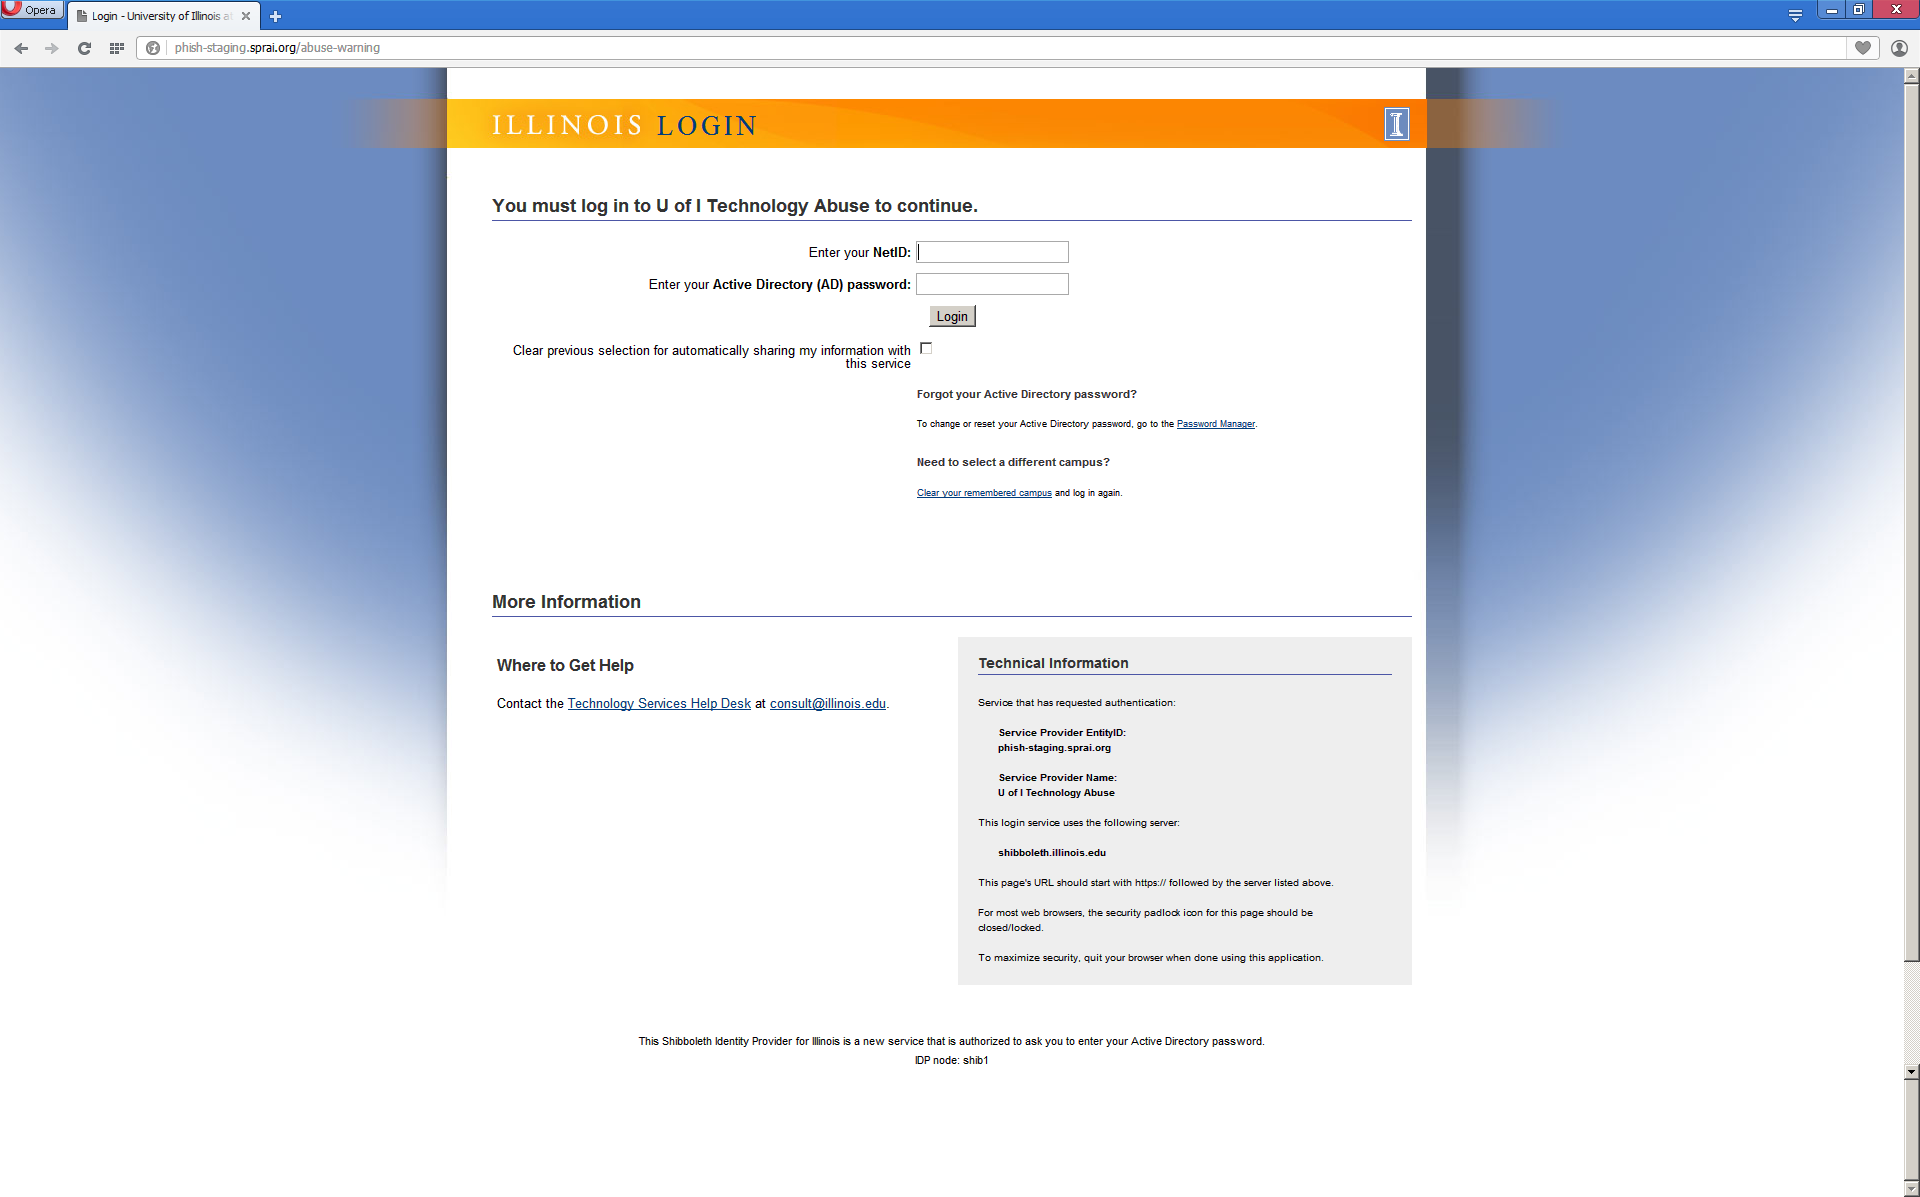 Opera
Login - University of Illinois at
phish-staging.sprai.org/abuse-warning
ILLINOIS LOGIN
You must log in to U of I Technology Abuse to continue.
Enter your NetID:
Enter your Active Directory (AD) password:
Login
Clear previous selection for automatically sharing my information with
this service
Forgot your Active Directory password?
To change or reset your Active Directory password, go to the Password Manager.
Need to select a different campus?
Clear your remembered campus and log in again.
More Information
Where to Get Help
Contact the Technology Services Help Desk at consult@illinois.edu.
Technical Information
Service that has requested authentication:
Service Provider EntityID:
phish-staging.sprai.org
Service Provider Name:
U of I Technology Abuse
This login service uses the following server:
shibboleth.illinois.edu
This page's URL should start with https:// followed by the server listed above.
For most web browsers, the security padlock icon for this page should be
closed/locked.
To maximize security, quit your browser when done using this application.
This Shibboleth Identity Provider for Illinois is a new service that is authorized to ask you to enter your Active Directory password.
IDP node: shib1